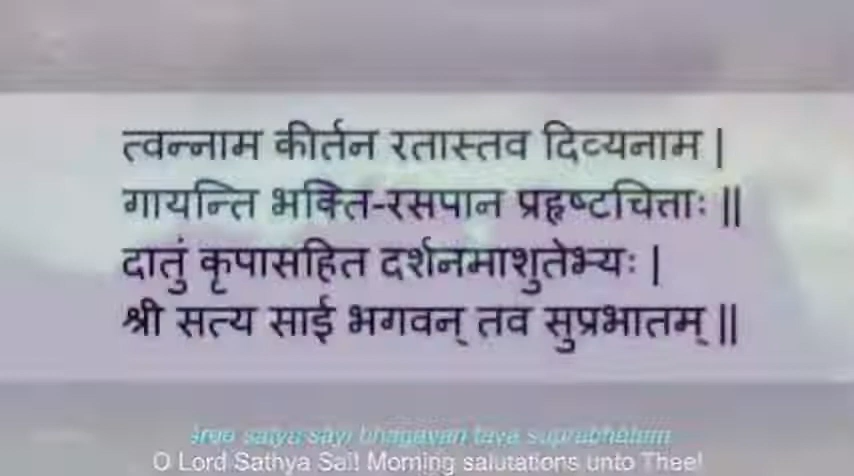 त्वन्नाम कीर्तन रतास्तव दिव्यनाम |
गायन्ति भक्ति-रसपान प्रहृष्टचित्ताः ||
दातुं कृपासहित दर्शनमाशुतेभ्यः |
श्री सत्य साई भगवन् तव सुप्रभातम् ||
sree satya sayi bhagavan tava suprabhatam
O Lord Sathya Sai! Morning salutations unto Thee!